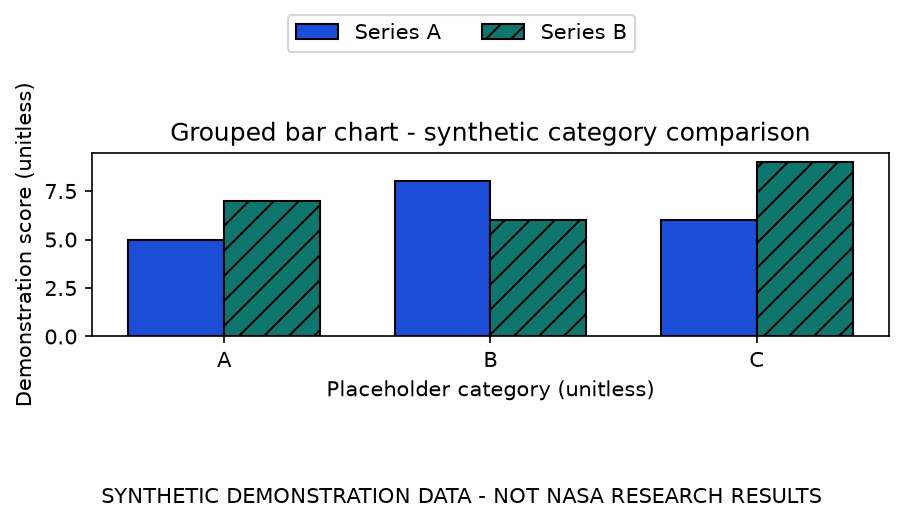 Series A Series B
Grouped bar chart - synthetic category comparison
Demonstration score (unitless)
7.5
5.0
2.5
0.0
A B C
Placeholder category (unitless)
SYNTHETIC DEMONSTRATION DATA - NOT NASA RESEARCH RESULTS